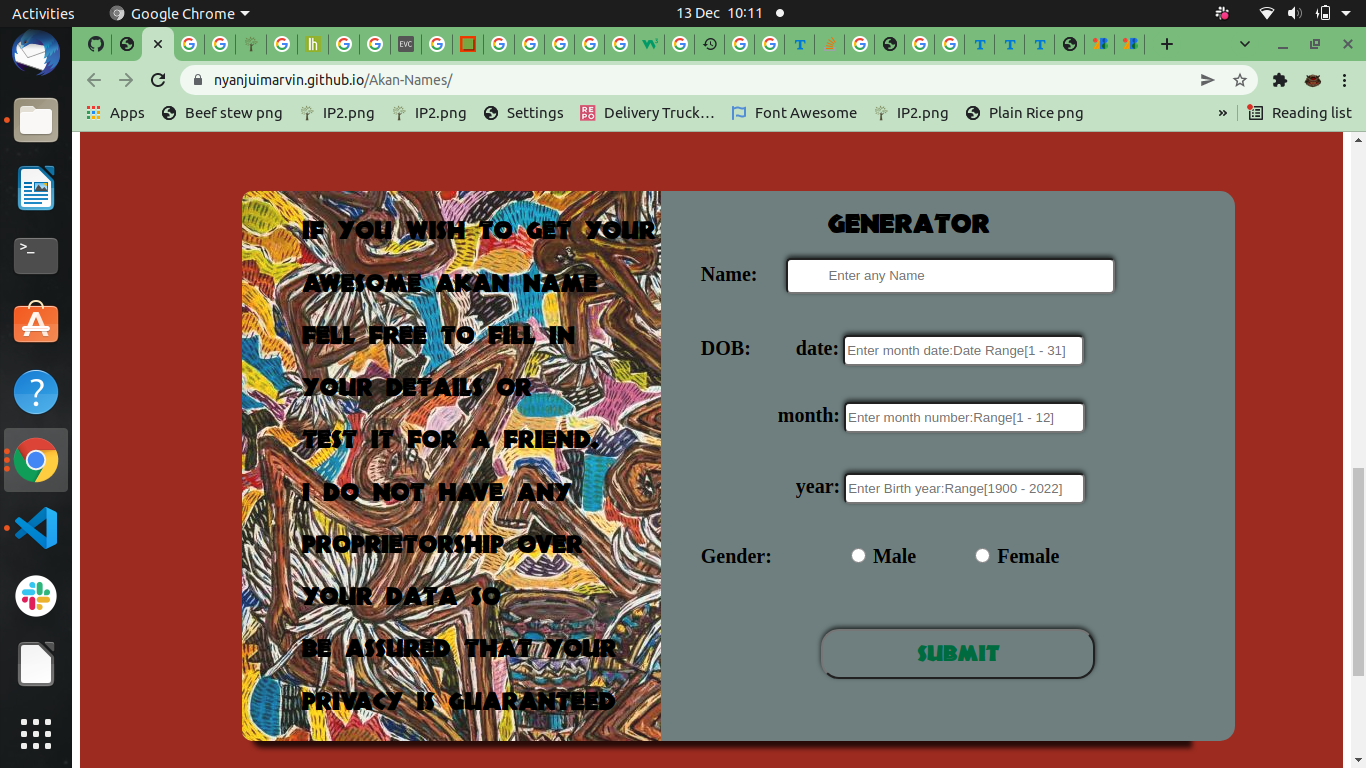 Activities
Google Chrome
13 Dec 10:11
EVC
nyanjuimarvin.github.io/Akan-Names/
Apps
Beef stew png
IP2.png
IP2.png
Settings
REPO
Delivery Truck…
Font Awesome
IP2.png
Plain Rice png
»
Reading list
IF YOU WISH TO GET YOUR
AWESOME AKAN NAME
FELL FREE TO FILL IN
YOUR DETAILS OR
TEST IT FOR A FRIEND.
I DO NOT HAVE ANY
PROPRIETORSHIP OVER
YOUR DATA SO
BE ASSURED THAT YOUR
PRIVACY IS GUARANTEED
GENERATOR
Name:
Enter any Name
DOB:
date:
Enter month date:Date Range[1 - 31]
month:
Enter month number:Range[1 - 12]
year:
Enter Birth year:Range[1900 - 2022]
Gender:
Male
Female
SUBMIT